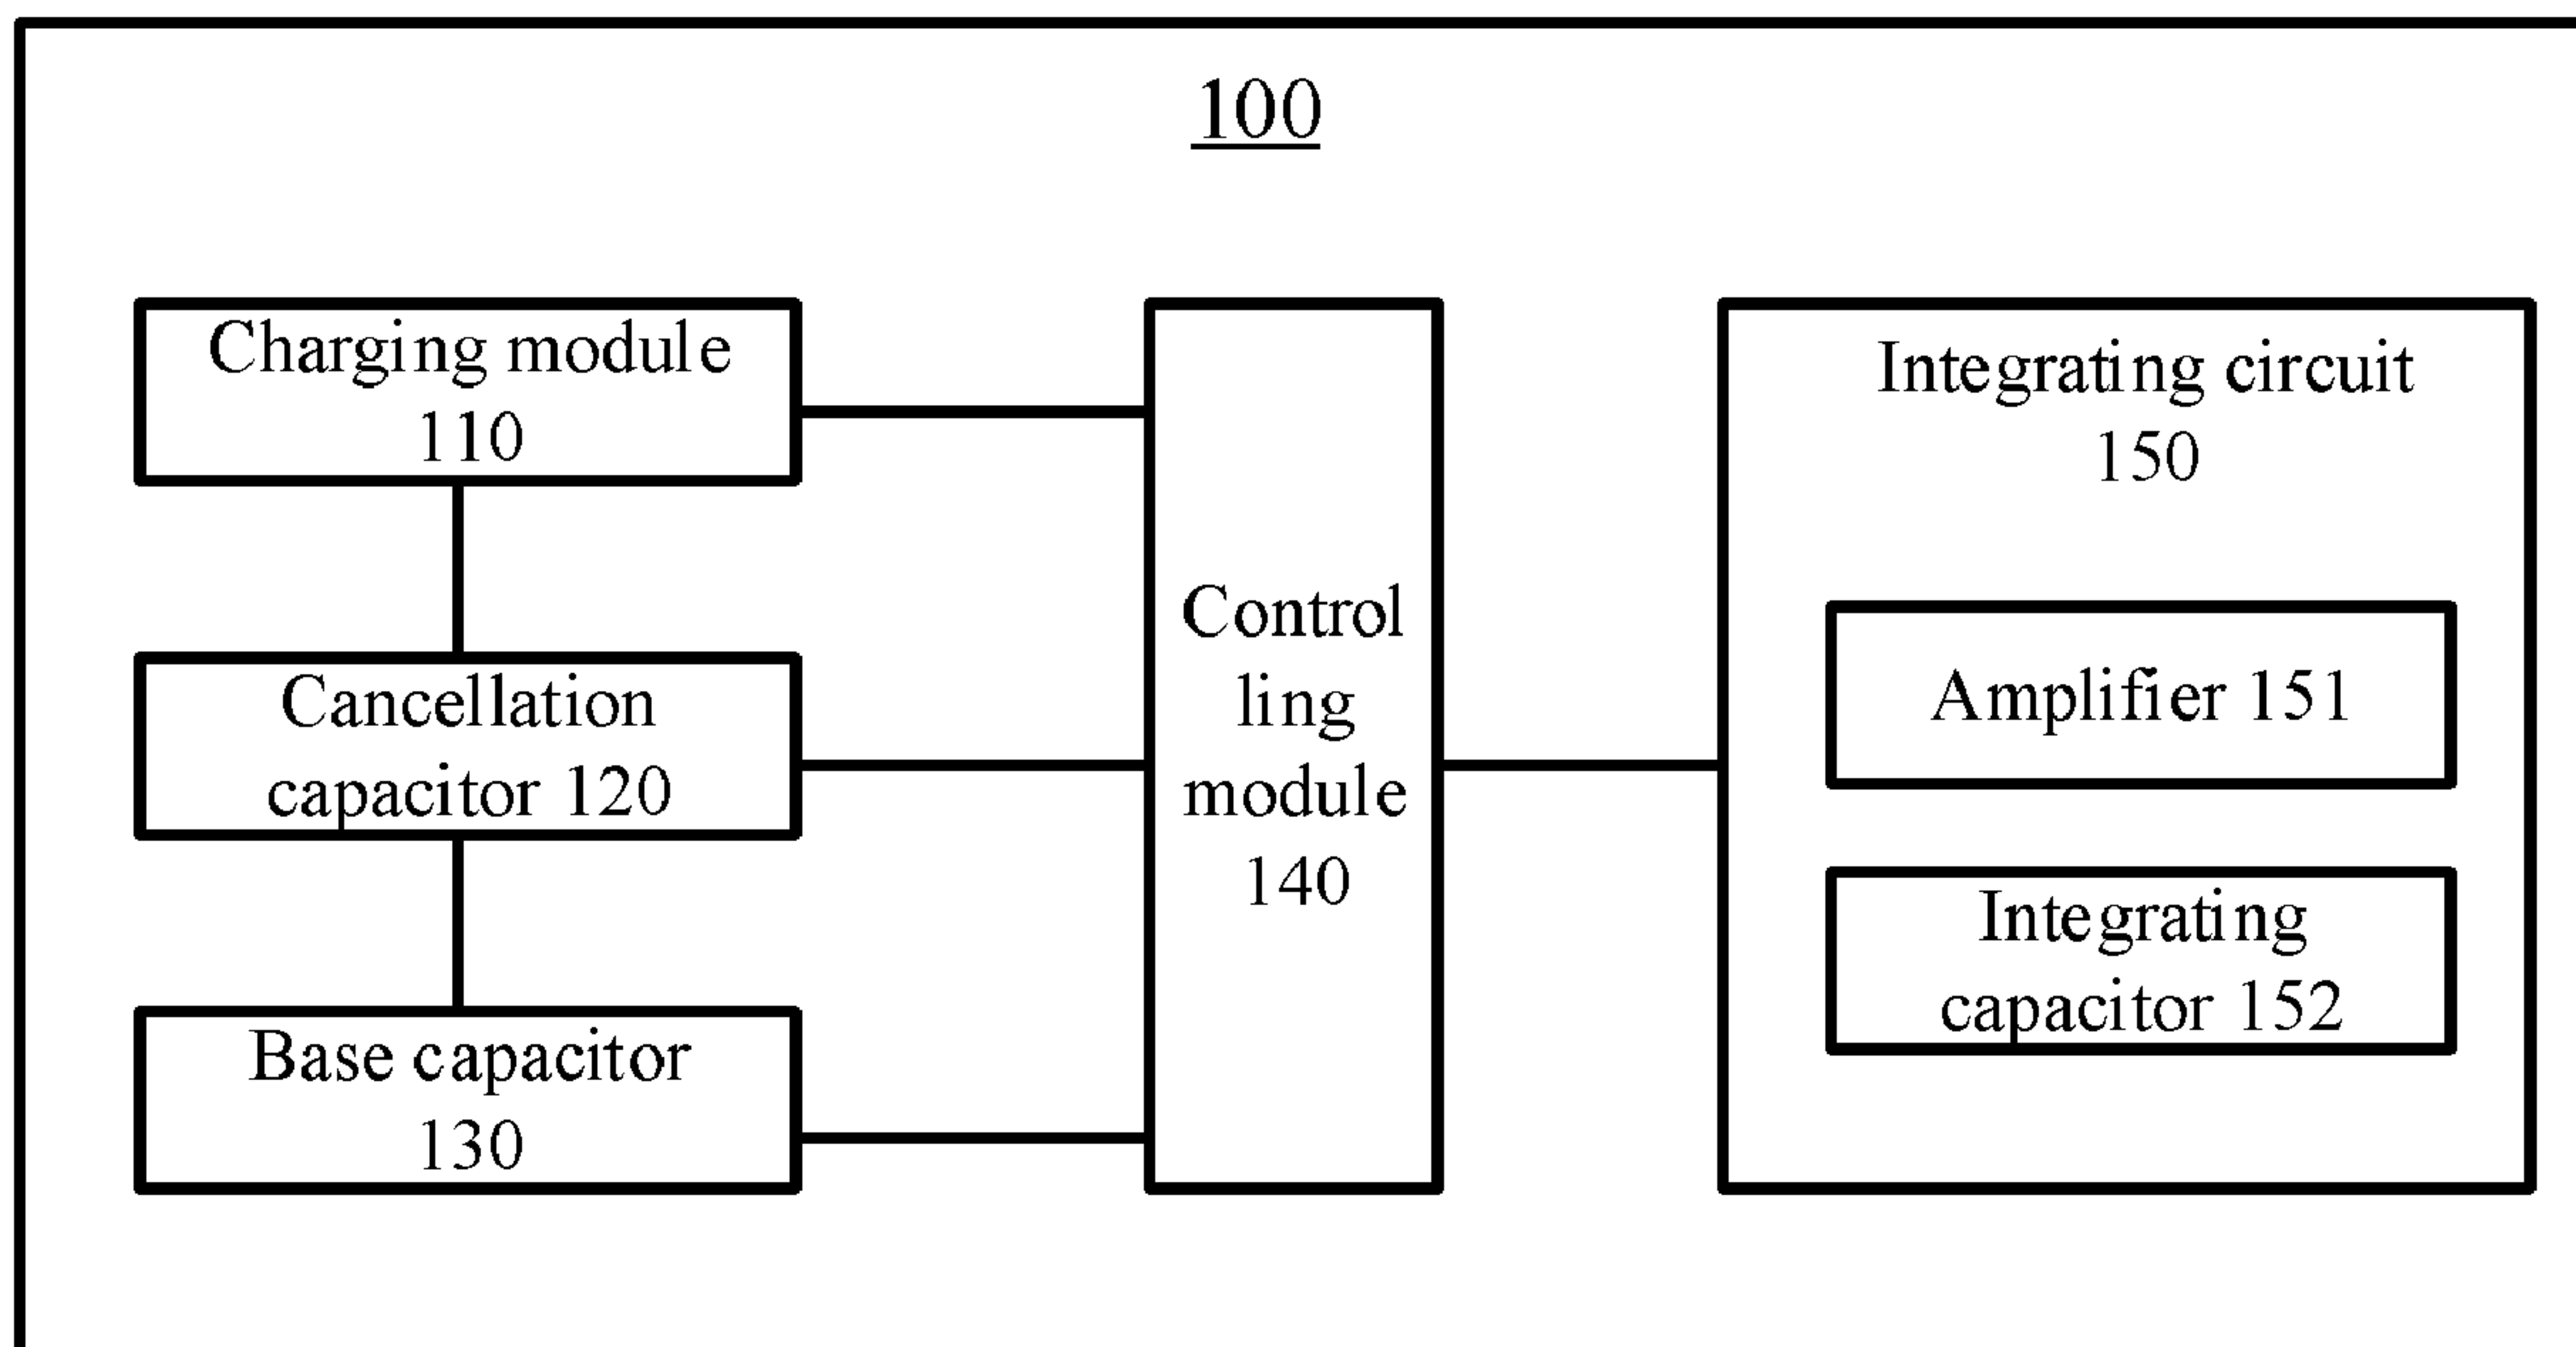 100
Charging module
110
Cancellation
capacitor 120
Base capacitor
130
Control
ling
module
140
Integrating circuit
150
Amplifier 151
Integrating
capacitor 152